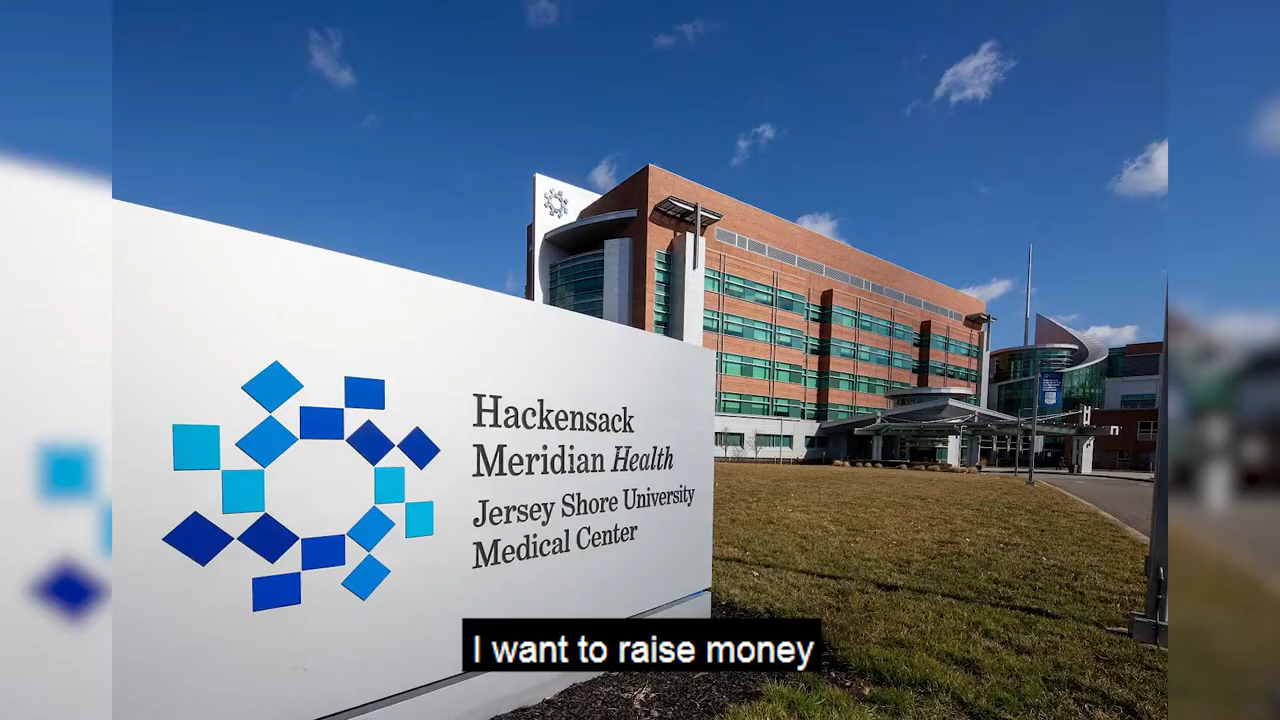 Hackensack
Meridian Health
Jersey Shore University
Medical Center
I want to raise money